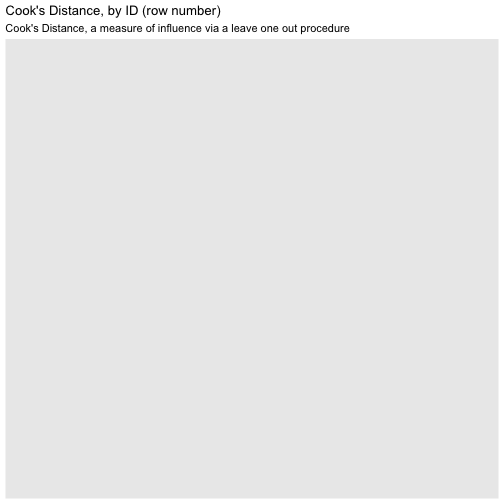 Cook's Distance, by ID (row number)
Cook's Distance, a measure of influence via a leave one out procedure